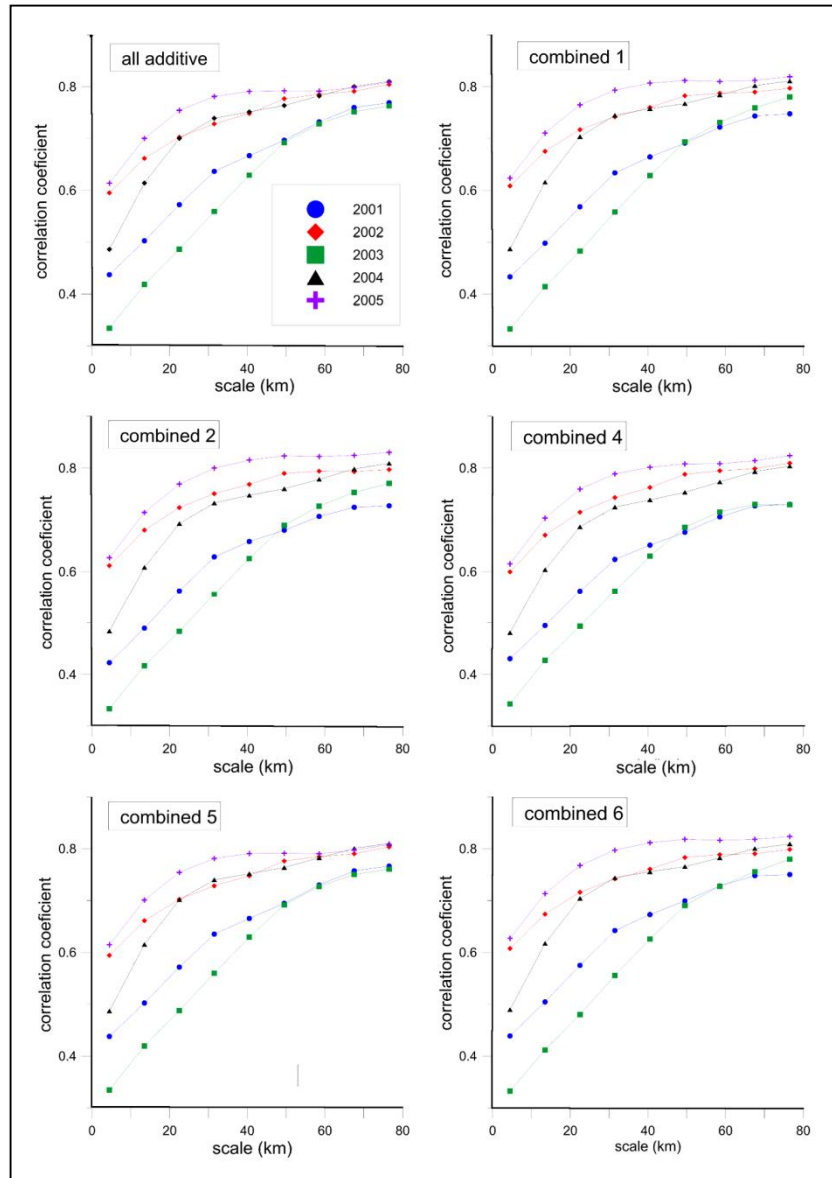 all additive
0.8
0.6
0.4
correlation coeficient
0 20 40 60 80
scale (km)
2001
2002
2003
2004
2005
combined 1
0.8
0.6
0.4
correlation coeficient
0 20 40 60 80
scale (km)
combined 2
0.8
0.6
0.4
correlation coeficient
0 20 40 60 80
scale (km)
combined 4
0.8
0.6
0.4
correlation coeficient
0 20 40 60 80
scale (km)
combined 5
0.8
0.6
0.4
correlation coeficient
0 20 40 60 80
scale (km)
combined 6
0.8
0.6
0.4
correlation coeficient
0 20 40 60 80
scale (km)